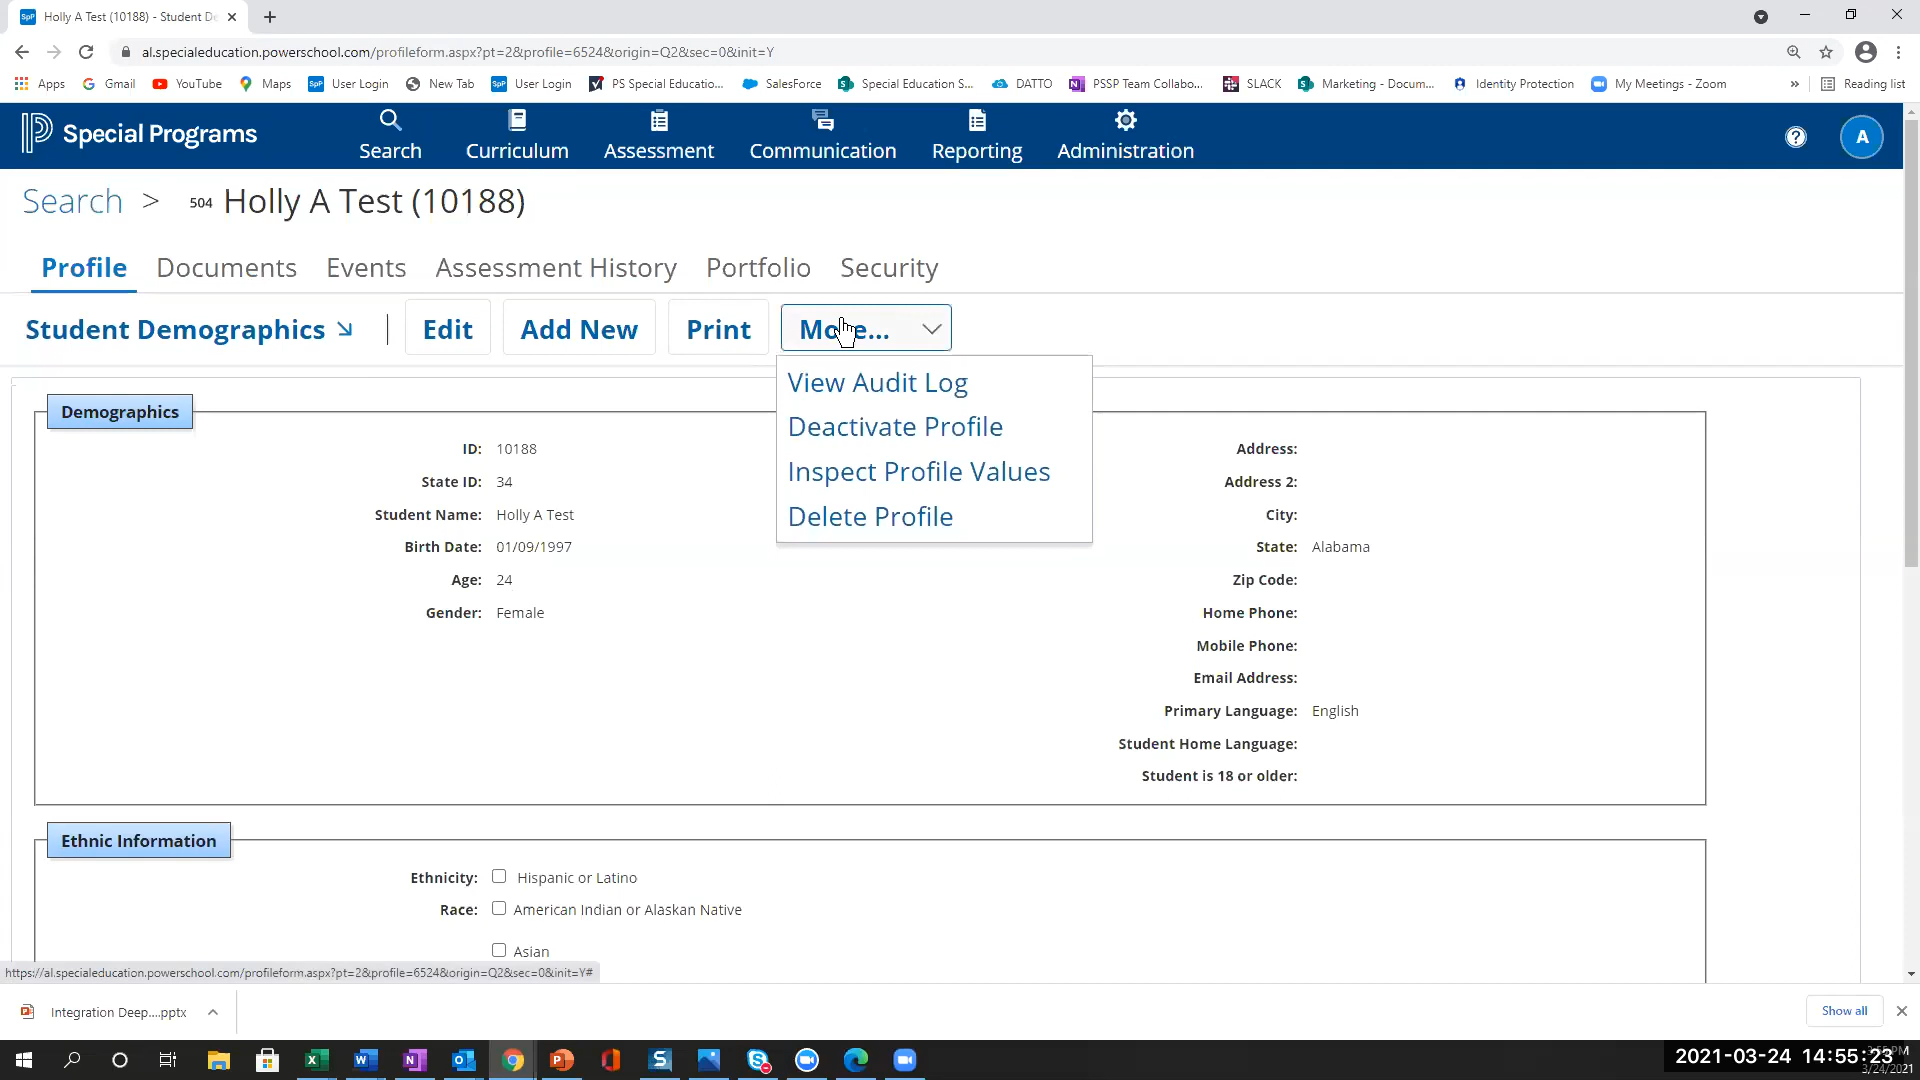 Holly A Test (10188) - Student De
al.specialeducation.powerschool.com/profileform.aspx?pt=2&profile=6524&origin=Q2&sec=0&init=Y
Apps Gmail YouTube Maps User Login New Tab User Login PS Special Educatio... SalesForce Special Education S... DATTO PSSP Team Collabo... SLACK Marketing - Docum... Identity Protection My Meetings - Zoom » Reading list
Special Programs Search Curriculum Assessment Communication Reporting Administration A
Search > 504 Holly A Test (10188)
Profile Documents Events Assessment History Portfolio Security
Student Demographics Edit Add New Print More...
View Audit Log
Deactivate Profile
Inspect Profile Values
Delete Profile
Demographics
ID: 10188 Address:
State ID: 34 Address 2:
Student Name: Holly A Test City:
Birth Date: 01/09/1997 State: Alabama
Age: 24 Zip Code:
Gender: Female Home Phone:
Mobile Phone:
Email Address:
Primary Language: English
Student Home Language:
Student is 18 or older:
Ethnic Information
Ethnicity: Hispanic or Latino
Race: American Indian or Alaskan Native
Asian
https://al.specialeducation.powerschool.com/profileform.aspx?pt=2&profile=6524&origin=Q2&sec=0&init=Y#
Integration Deep....pptx Show all
2021-03-24 14:55:23
3/24/2021